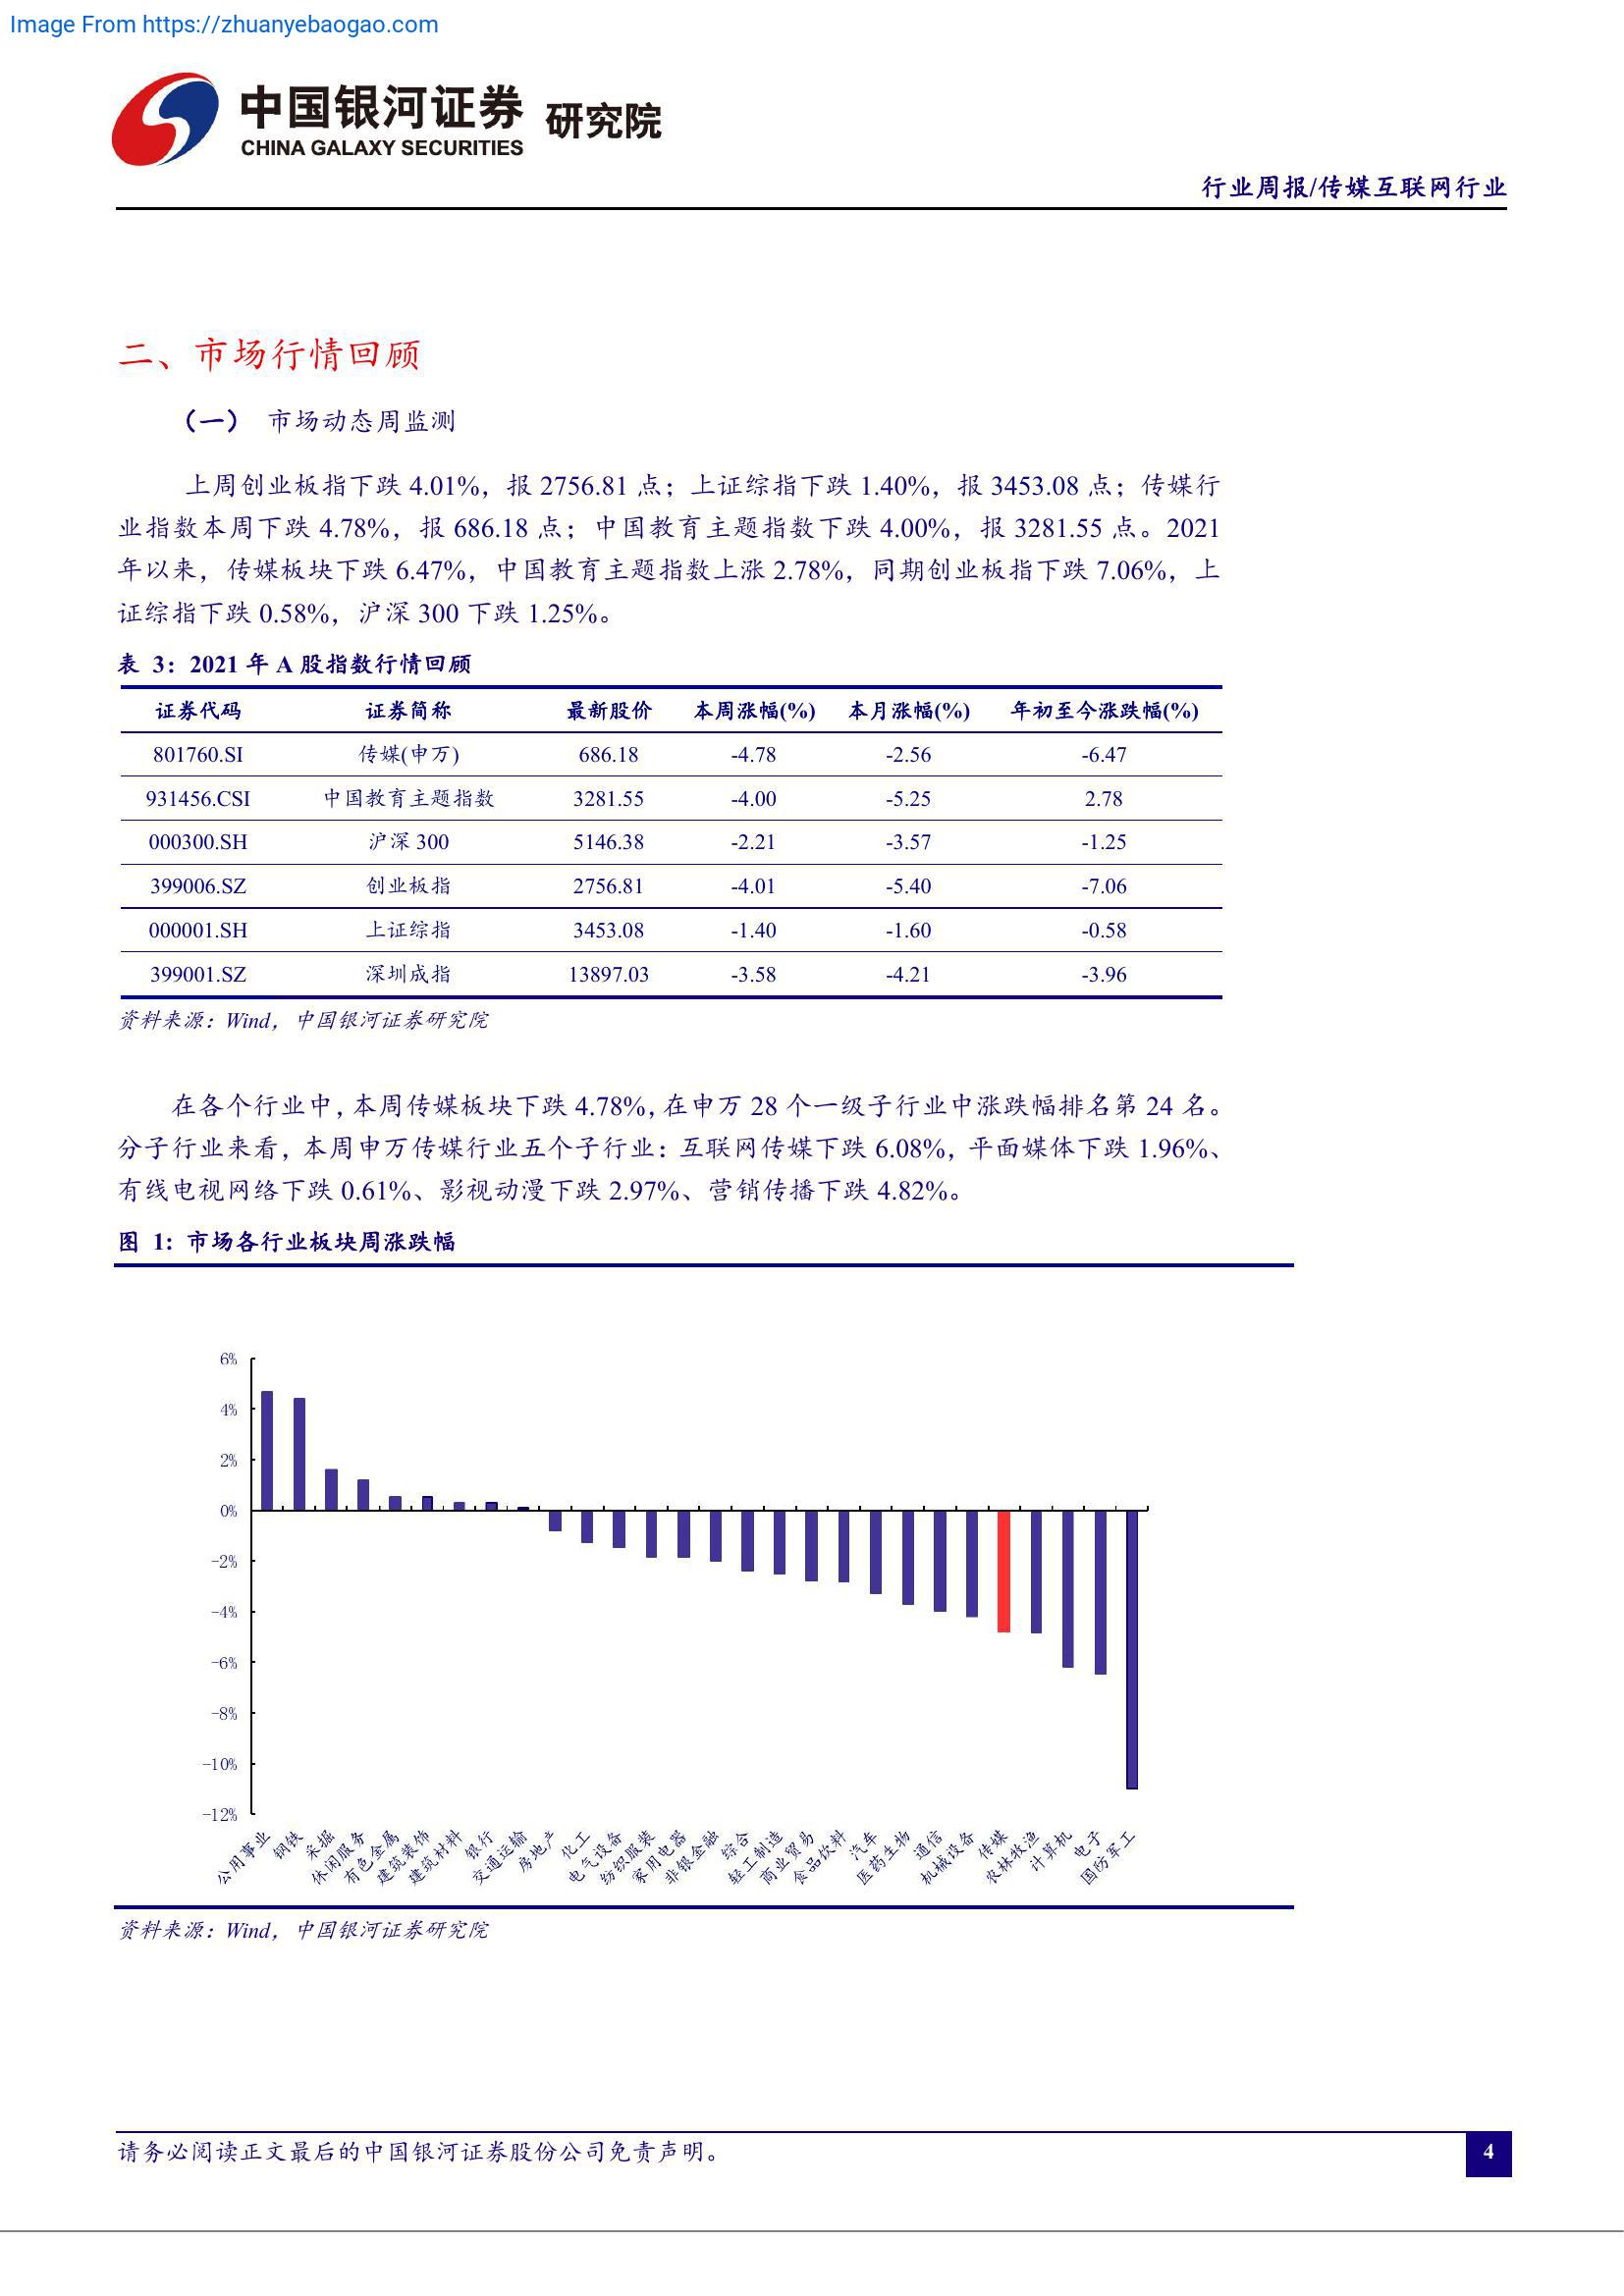 Image From https://zhuanyebaogao.com
中国银河证券 研究院
CHINA GALAXY SECURITIES
行业周报/传媒互联网行业
二、市场行情回顾
（一） 市场动态周监测
上周创业板指下跌 4.01%，报 2756.81 点；上证综指下跌 1.40%，报 3453.08 点；传媒行
业指数本周下跌 4.78%，报 686.18 点；中国教育主题指数下跌 4.00%，报 3281.55 点。2021
年以来，传媒板块下跌 6.47%，中国教育主题指数上涨 2.78%，同期创业板指下跌 7.06%，上
证综指下跌 0.58%，沪深 300 下跌 1.25%。
表 3：2021 年 A 股指数行情回顾
证券代码 证券简称 最新股价 本周涨幅(%) 本月涨幅(%) 年初至今涨跌幅(%)
801760.SI 传媒(申万) 686.18 -4.78 -2.56 -6.47
931456.CSI 中国教育主题指数 3281.55 -4.00 -5.25 2.78
000300.SH 沪深 300 5146.38 -2.21 -3.57 -1.25
399006.SZ 创业板指 2756.81 -4.01 -5.40 -7.06
000001.SH 上证综指 3453.08 -1.40 -1.60 -0.58
399001.SZ 深圳成指 13897.03 -3.58 -4.21 -3.96
资料来源：Wind，中国银河证券研究院
在各个行业中，本周传媒板块下跌 4.78%，在申万 28 个一级子行业中涨跌幅排名第 24 名。
分子行业来看，本周申万传媒行业五个子行业：互联网传媒下跌 6.08%，平面媒体下跌 1.96%、
有线电视网络下跌 0.61%、影视动漫下跌 2.97%、营销传播下跌 4.82%。
图 1：市场各行业板块周涨跌幅
6%
4%
2%
0%
-2%
-4%
-6%
-8%
-10%
-12%
公用事业
钢铁
采掘
休闲服务
有色金属
建筑装饰
建筑材料
银行
交通运输
房地产
化工
电气设备
纺织服装
家用电器
非银金融
综合
轻工制造
商业贸易
食品饮料
汽车
医药生物
通信
机械设备
传媒
农林牧渔
计算机
电子
国防军工
资料来源：Wind，中国银河证券研究院
请务必阅读正文最后的中国银河证券股份公司免责声明。
4